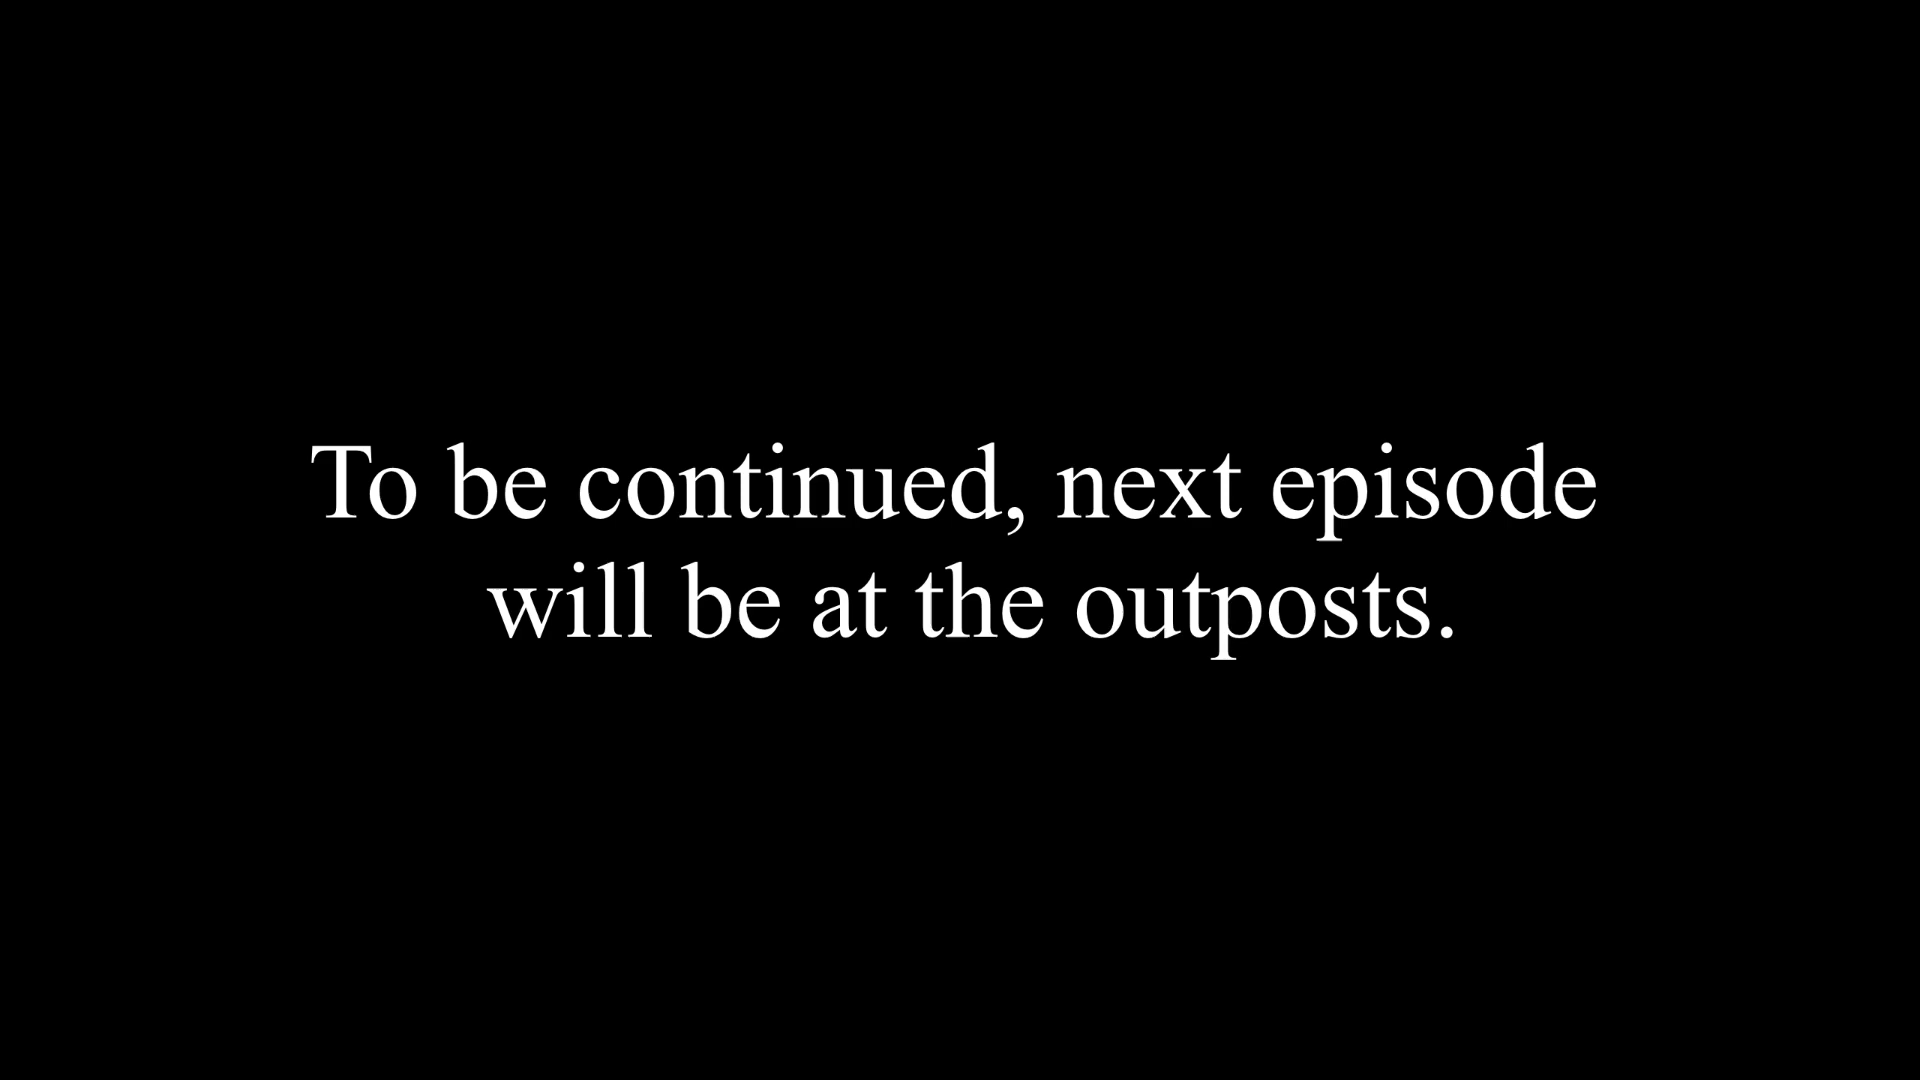 To be continued, next episode
will be at the outposts.